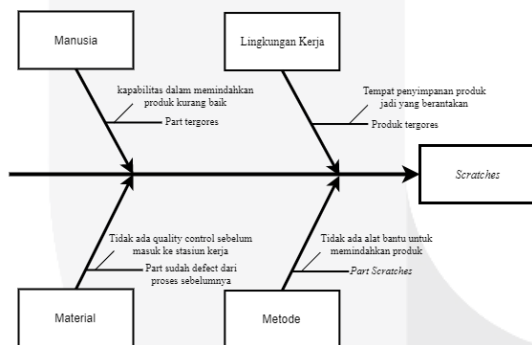 Manusia
Lingkungan Kerja
kapabilitas dalam memindahkan
produk kurang baik
Part tergores
Tempat penyimpanan produk
jadi yang berantakan
Produk tergores
Scratches
Tidak ada quality control sebelum
masuk ke stasiun kerja
Part sudah defect dari
proses sebelumnya
Tidak ada alat bantu untuk
memindahkan produk
Part Scratches
Material
Metode